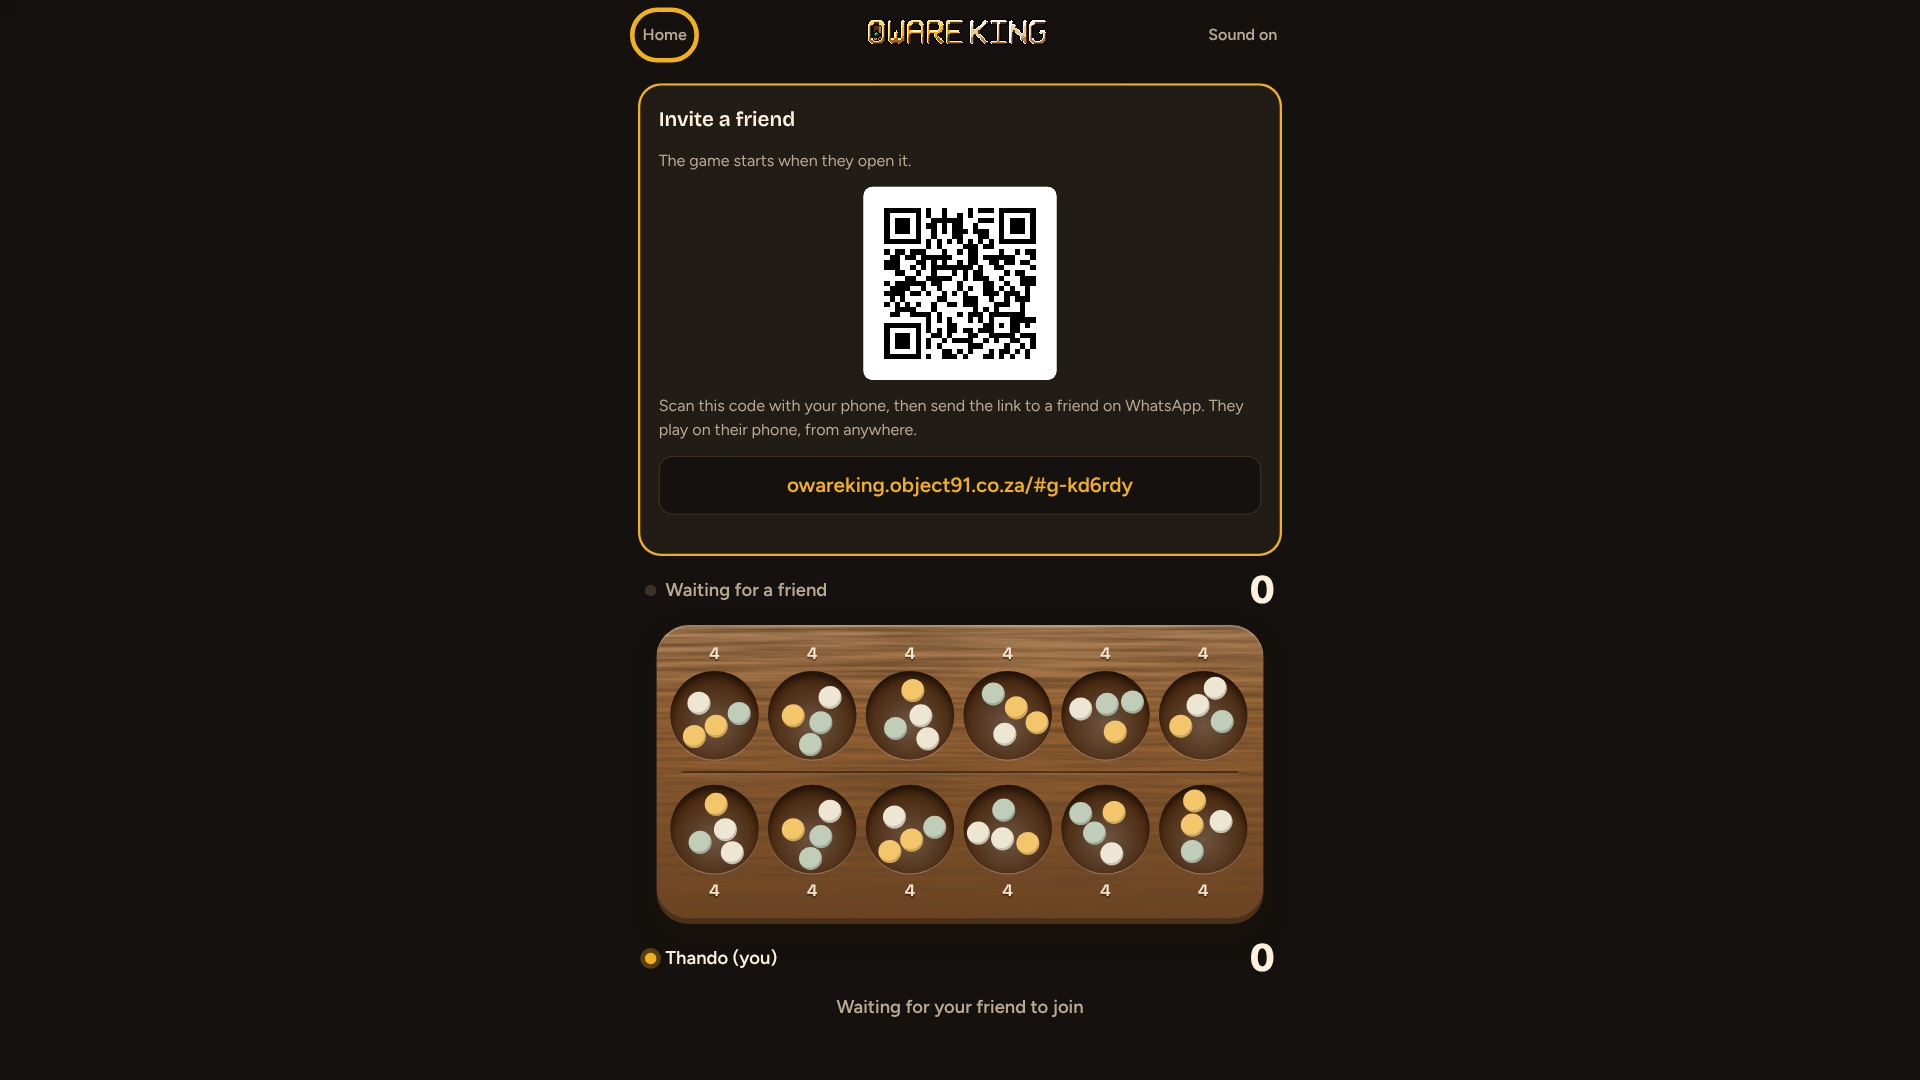 Home
OWARE KING
Sound on
Invite a friend
The game starts when they open it.
Scan this code with your phone, then send the link to a friend on WhatsApp. They
play on their phone, from anywhere.
owareking.object91.co.za/#g-kd6rdy
Waiting for a friend
0
4 4 4 4 4 4
4 4 4 4 4 4
Thando (you)
0
Waiting for your friend to join